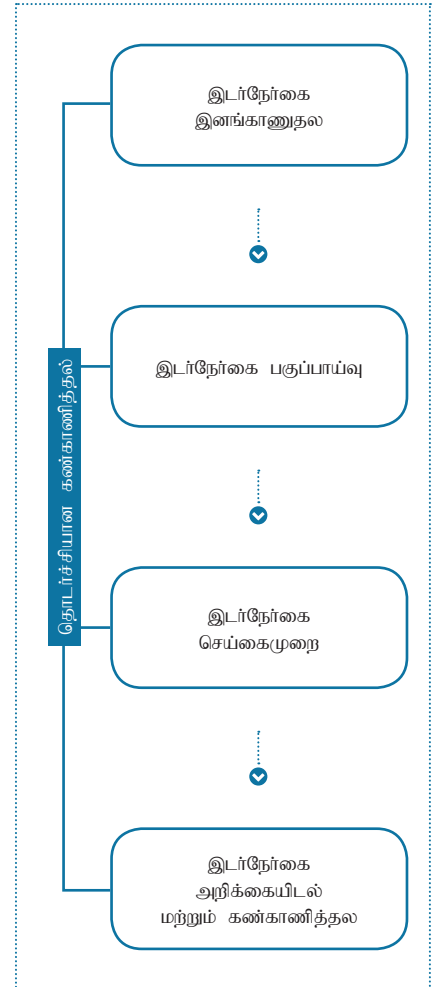 இடர்நேர்கை
இனங்காணுதல
இடர்நேர்கை பகுப்பாய்வு
தொடர்ச்சியான கண்காணித்தல்
இடர்நேர்கை
செய்கைமுறை
இடர்நேர்கை
அறிக்கையிடல்
மற்றும் கண்காணித்தல